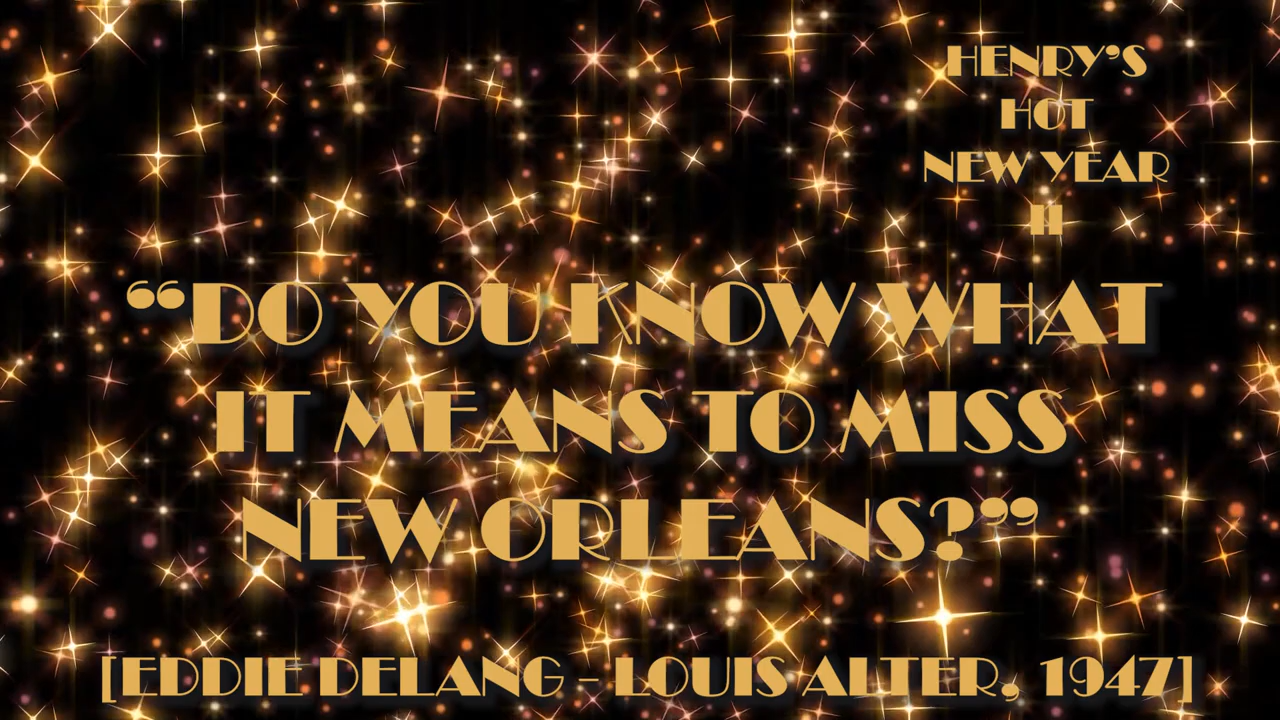 HENRY'S
HOT
NEW YEAR
II
“DO YOU KNOW WHAT
IT MEANS TO MISS
NEW ORLEANS?”
[EDDIE DELANG - LOUIS ALTER, 1947]